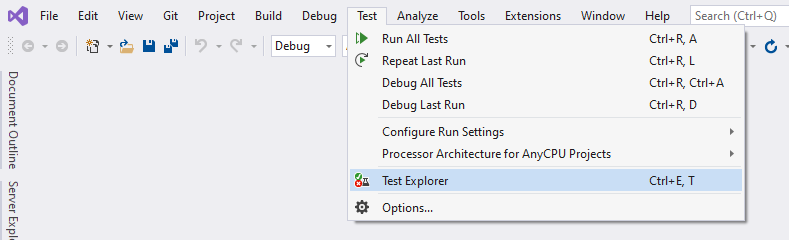 File Edit View Git Project Build Debug Test Analyze Tools Extensions Window Help Search (Ctrl+Q)
Debug
Run All Tests Ctrl+R, A
Repeat Last Run Ctrl+R, L
Debug All Tests Ctrl+R, Ctrl+A
Debug Last Run Ctrl+R, D
Configure Run Settings
Processor Architecture for AnyCPU Projects
Test Explorer Ctrl+E, T
Options...
Document Outline